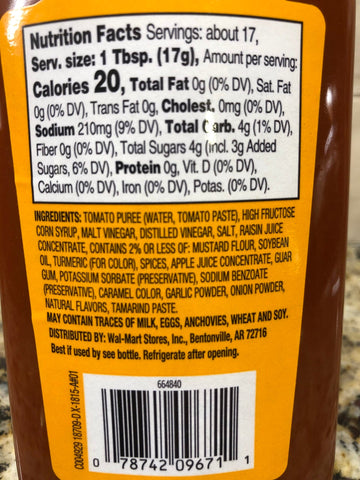 Nutrition Facts Servings: about 17,
Serv. size: 1 Tbsp. (17g), Amount per serving:
Calories 20, Total Fat 0g (0% DV), Sat. Fat
0g (0% DV), Trans Fat 0g, Cholest. 0mg (0% DV),
Sodium 210mg (9% DV), Total Carb. 4g (1% DV),
Fiber 0g (0% DV), Total Sugars 4g (incl. 3g Added
Sugars, 6% DV), Protein 0g, Vit. D (0% DV),
Calcium (0% DV), Iron (0% DV), Potas. (0% DV).
INGREDIENTS: TOMATO PUREE (WATER, TOMATO PASTE), HIGH FRUCTOSE
CORN SYRUP, MALT VINEGAR, DISTILLED VINEGAR, SALT, RAISIN JUICE
CONCENTRATE, CONTAINS 2% OR LESS OF: MUSTARD FLOUR, SOYBEAN
OIL, TURMERIC (FOR COLOR), SPICES, APPLE JUICE CONCENTRATE, GUAR
GUM, POTASSIUM SORBATE (PRESERVATIVE), SODIUM BENZOATE
(PRESERVATIVE), CARAMEL COLOR, GARLIC POWDER, ONION POWDER,
NATURAL FLAVORS, TAMARIND PASTE.
MAY CONTAIN TRACES OF MILK, EGGS, ANCHOVIES, WHEAT AND SOY.
DISTRIBUTED BY: Wal-Mart Stores, Inc., Bentonville, AR 72716
Best if used by see bottle. Refrigerate after opening.
664840
0 78742 09671 1
C004929 18709-D X-1815-A#01